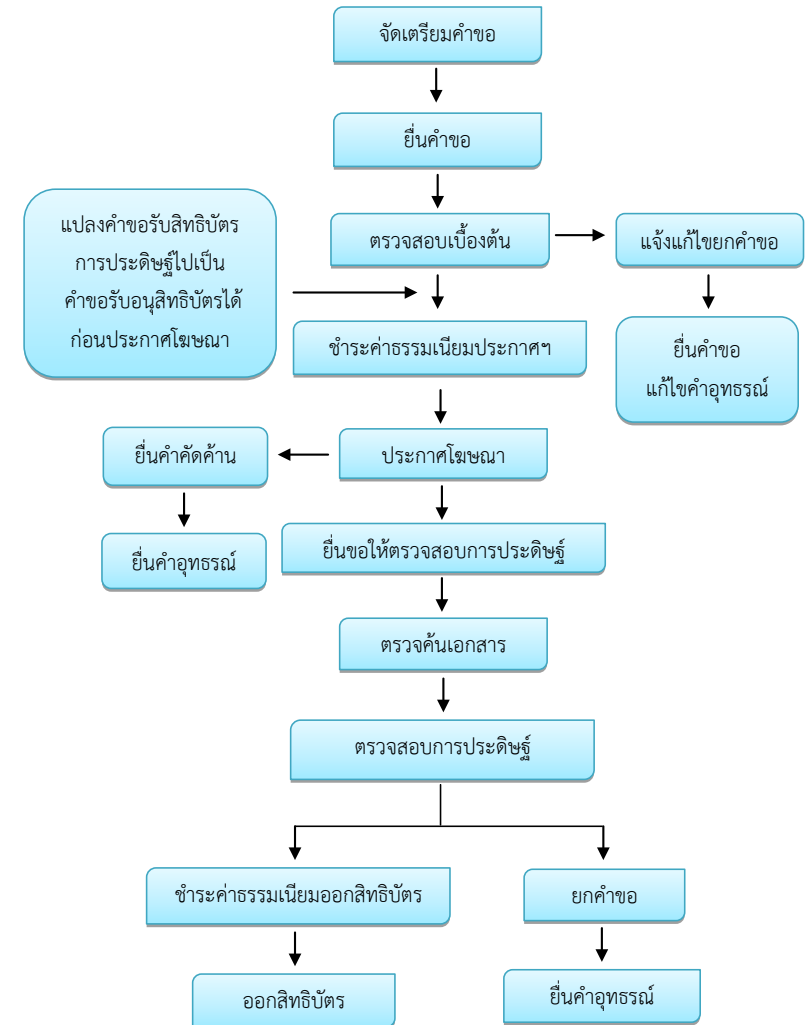 จัดเตรียมคำขอ
ยื่นคำขอ
แปลงคำขอรับสิทธิบัตร
การประดิษฐ์ไปเป็น
คำขอรับอนุสิทธิบัตรได้
ก่อนประกาศโฆษณา
ตรวจสอบเบื้องต้น
แจ้งแก้ไขยกคำขอ
ชำระค่าธรรมเนียมประกาศฯ
ยื่นคำขอ
แก้ไขคำอุทธรณ์
ยื่นคำคัดค้าน
ประกาศโฆษณา
ยื่นคำอุทธรณ์
ยื่นขอให้ตรวจสอบการประดิษฐ์
ตรวจค้นเอกสาร
ตรวจสอบการประดิษฐ์
ชำระค่าธรรมเนียมออกสิทธิบัตร
ยกคำขอ
ออกสิทธิบัตร
ยื่นคำอุทธรณ์